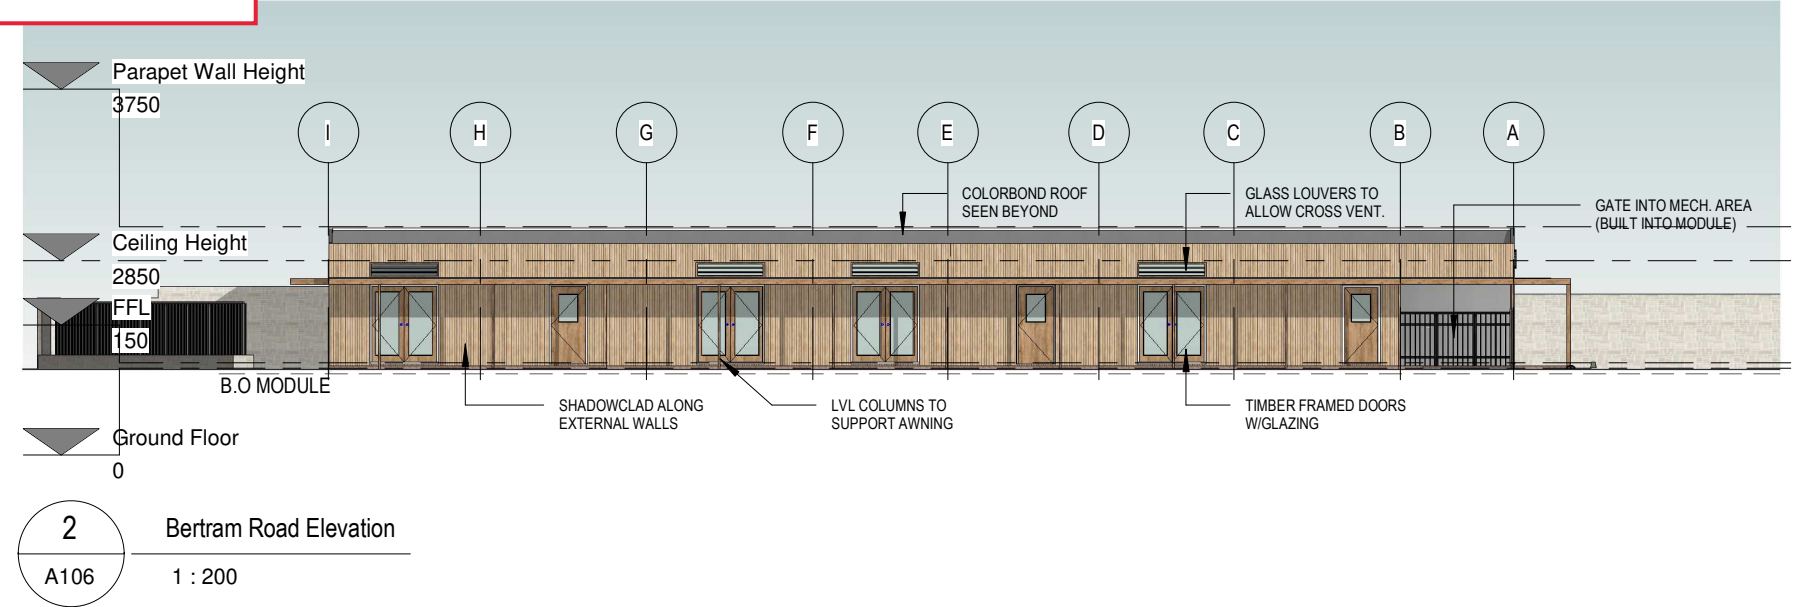 Parapet Wall Height
3750
I
H
G
F
E
D
C
B
A
COLORBOND ROOF
SEEN BEYOND
GLASS LOUVERS TO
ALLOW CROSS VENT.
GATE INTO MECH. AREA
(BUILT INTO MODULE)
Ceiling Height
2850
FFL
150
B.O MODULE
SHADOWCLAD ALONG
EXTERNAL WALLS
LVL COLUMNS TO
SUPPORT AWNING
TIMBER FRAMED DOORS
W/GLAZING
Ground Floor
0
2
A106
Bertram Road Elevation
1 : 200